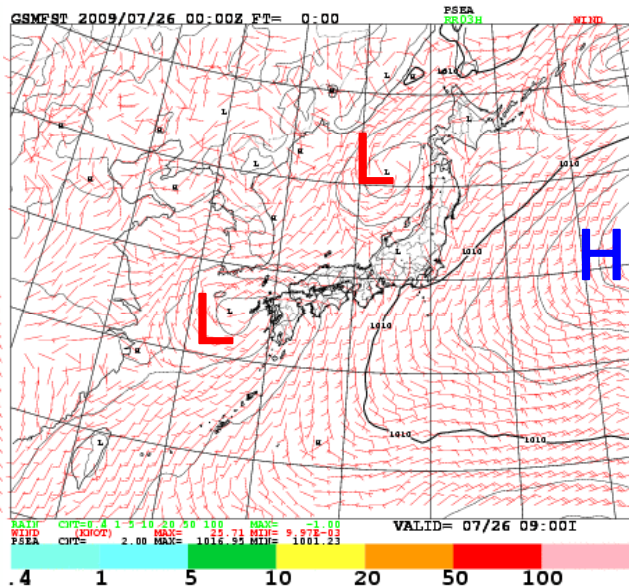 GSMFST 2009/07/26 00:00Z FT= 0:00
PSEA
RR03H WIND
L
H
1010
L
H
L
H
H
L
H
L
L
H
H
1010
L
L
H
H
L
1010
H
L
L
1010
H
1010
1010
L
H
RAIN CNT=0.4 1 5 10 20 50 100 MAX= -1.00
WIND (KNOT) MAX= 25.71 MIN= 9.97E-03
PSEA CNT= 2.00 MAX= 1016.95 MIN= 1001.23
VALID= 07/26 09:00I
.4 1 5 10 20 50 100